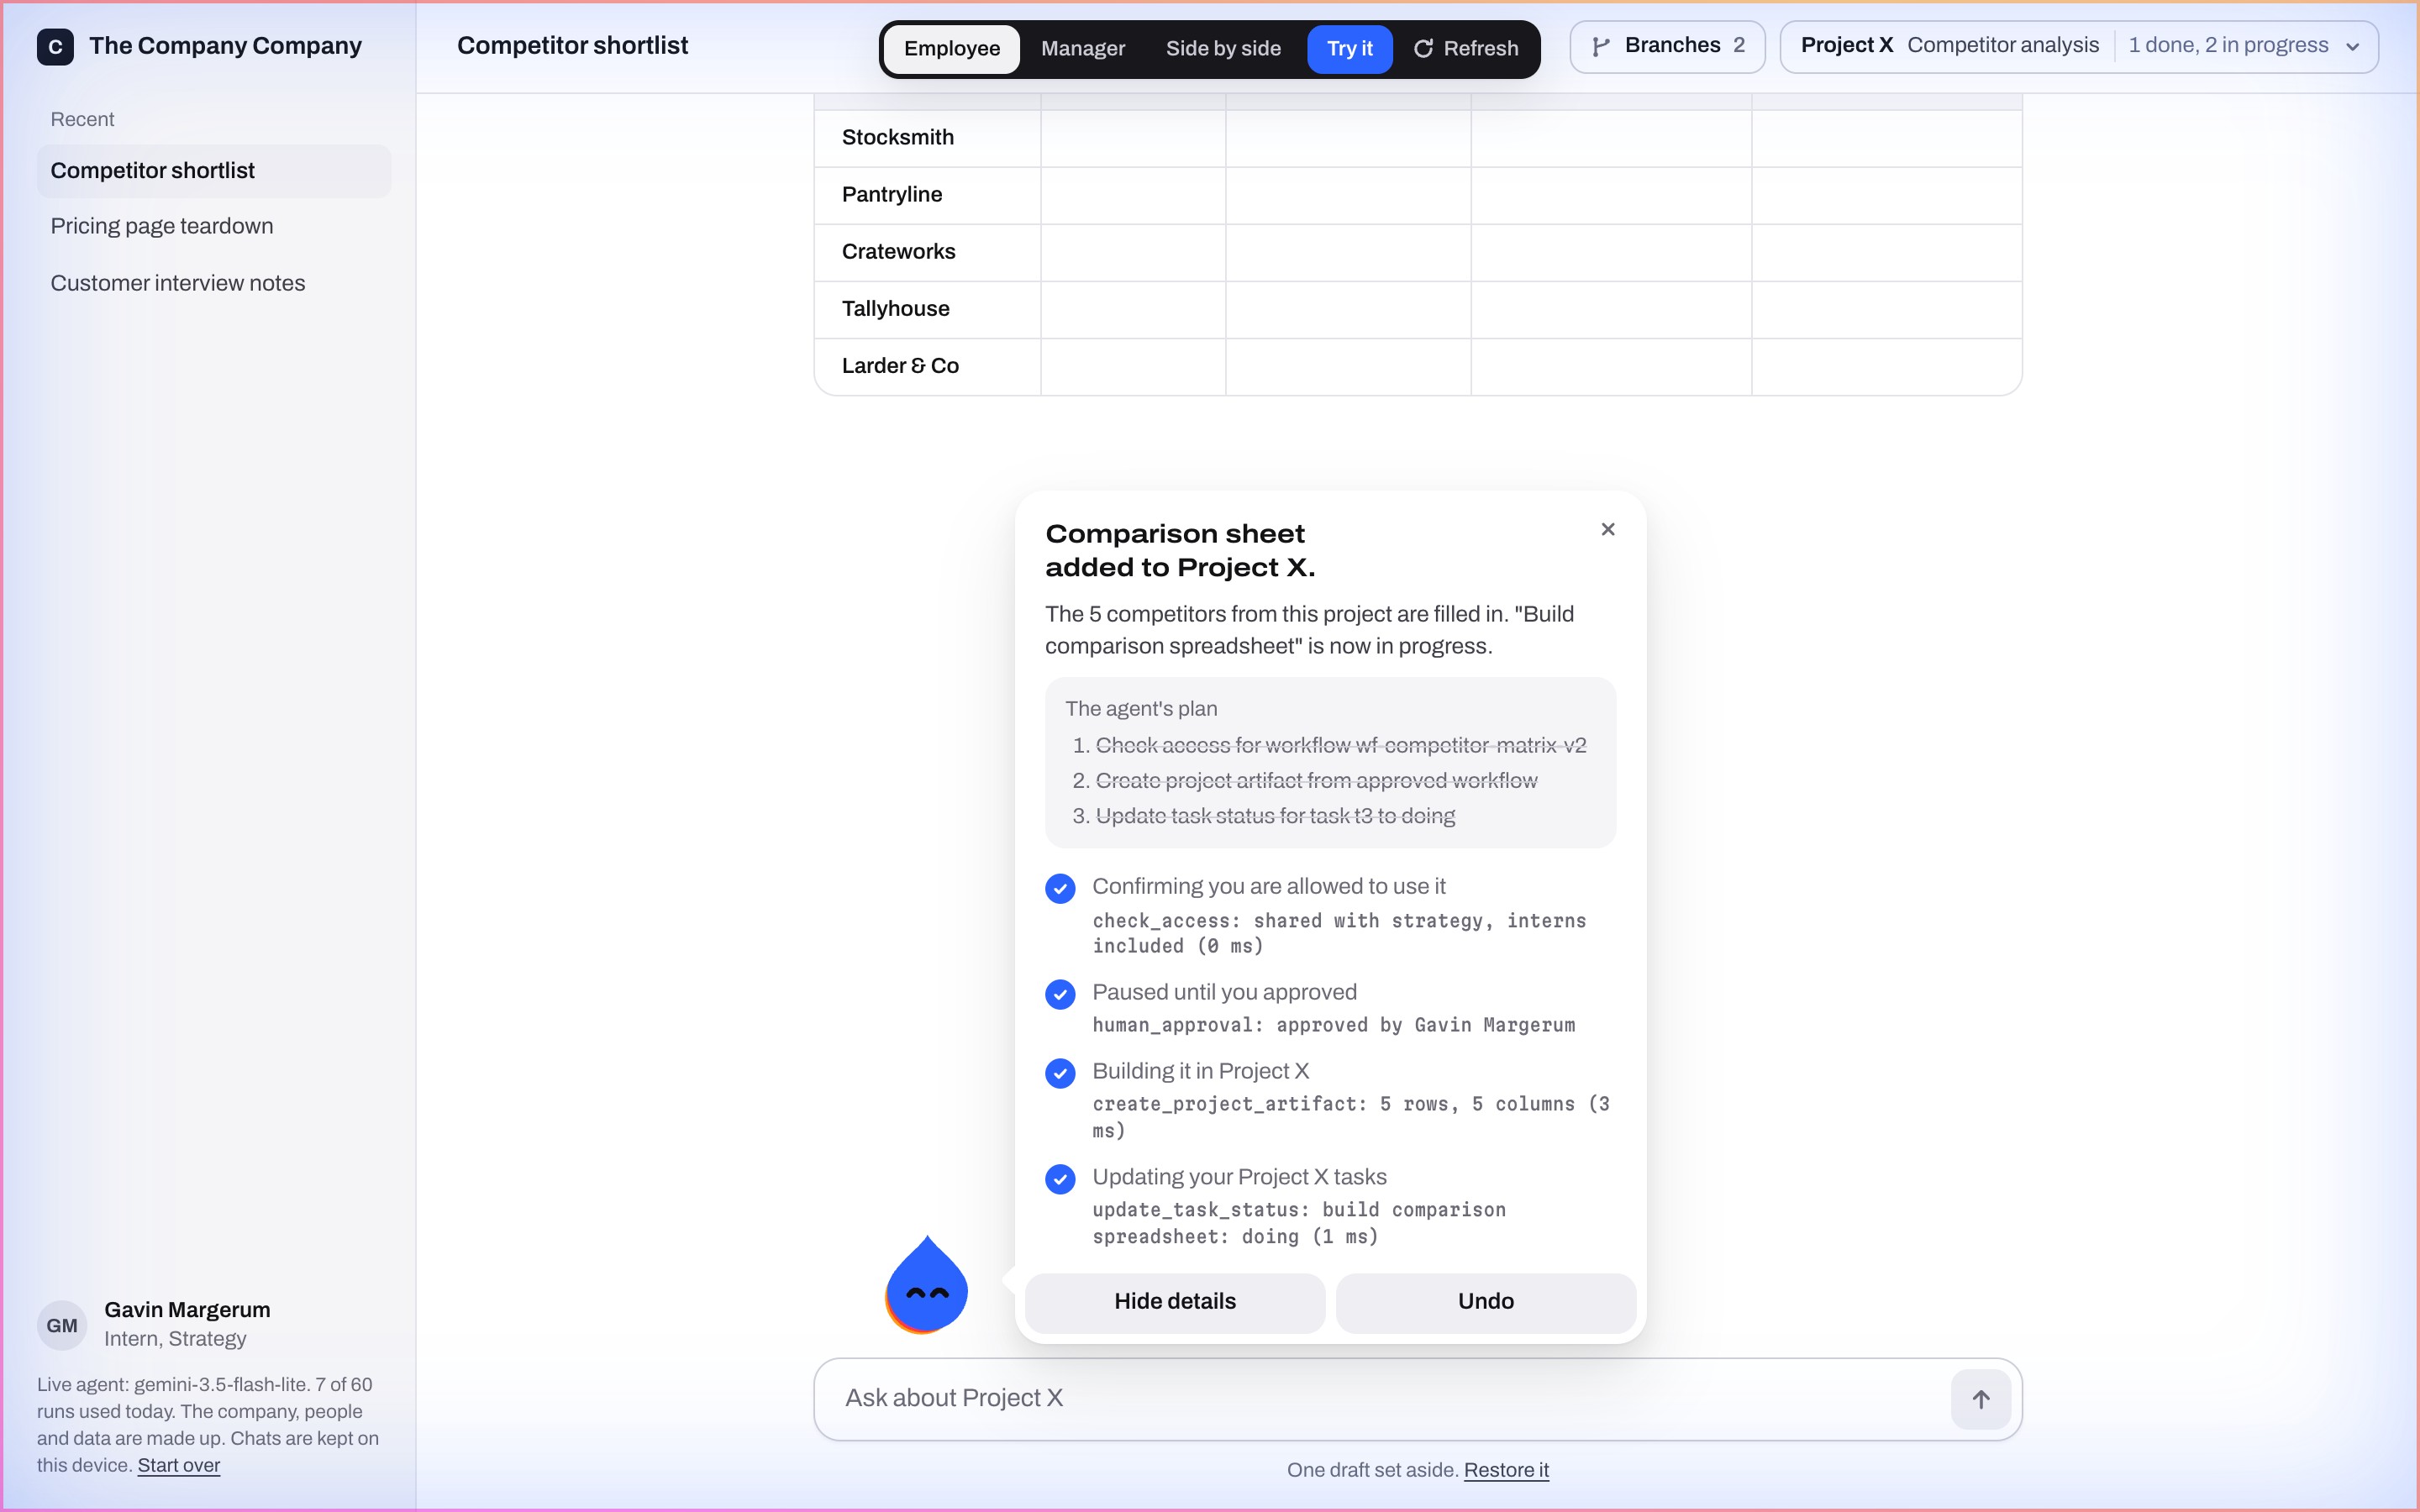 C The Company Company
Recent
Competitor shortlist
Pricing page teardown
Customer interview notes
GM
Gavin Margerum
Intern, Strategy
Live agent: gemini-3.5-flash-lite. 7 of 60
runs used today. The company, people
and data are made up. Chats are kept on
this device. Start over
Competitor shortlist
Employee Manager Side by side Try it Refresh
Branches 2
Project X Competitor analysis 1 done, 2 in progress
Stocksmith
Pantryline
Crateworks
Tallyhouse
Larder & Co
Comparison sheet
added to Project X.
The 5 competitors from this project are filled in. "Build
comparison spreadsheet" is now in progress.
The agent's plan
1. Check access for workflow wf-competitor-matrix-v2
2. Create project artifact from approved workflow
3. Update task status for task t3 to doing
Confirming you are allowed to use it
check_access: shared with strategy, interns
included (0 ms)
Paused until you approved
human_approval: approved by Gavin Margerum
Building it in Project X
create_project_artifact: 5 rows, 5 columns (3
ms)
Updating your Project X tasks
update_task_status: build comparison
spreadsheet: doing (1 ms)
Hide details Undo
Ask about Project X
One draft set aside. Restore it